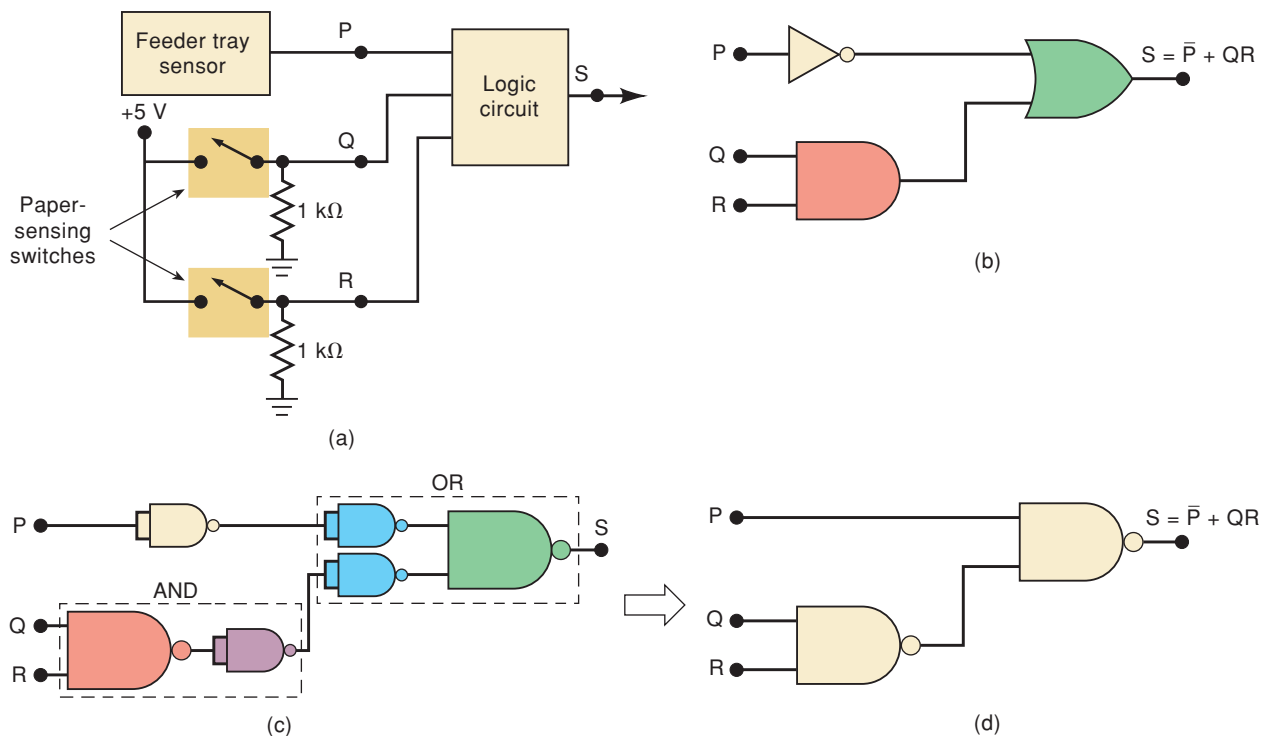 Feeder tray
sensor
P
Logic
circuit
S
+5 V
Q
1 kΩ
Paper-
sensing
switches
R
1 kΩ
(a)
P
S = P̅ + QR
Q
R
(b)
OR
P
S
AND
Q
R
(c)
P
S = P̅ + QR
Q
R
(d)